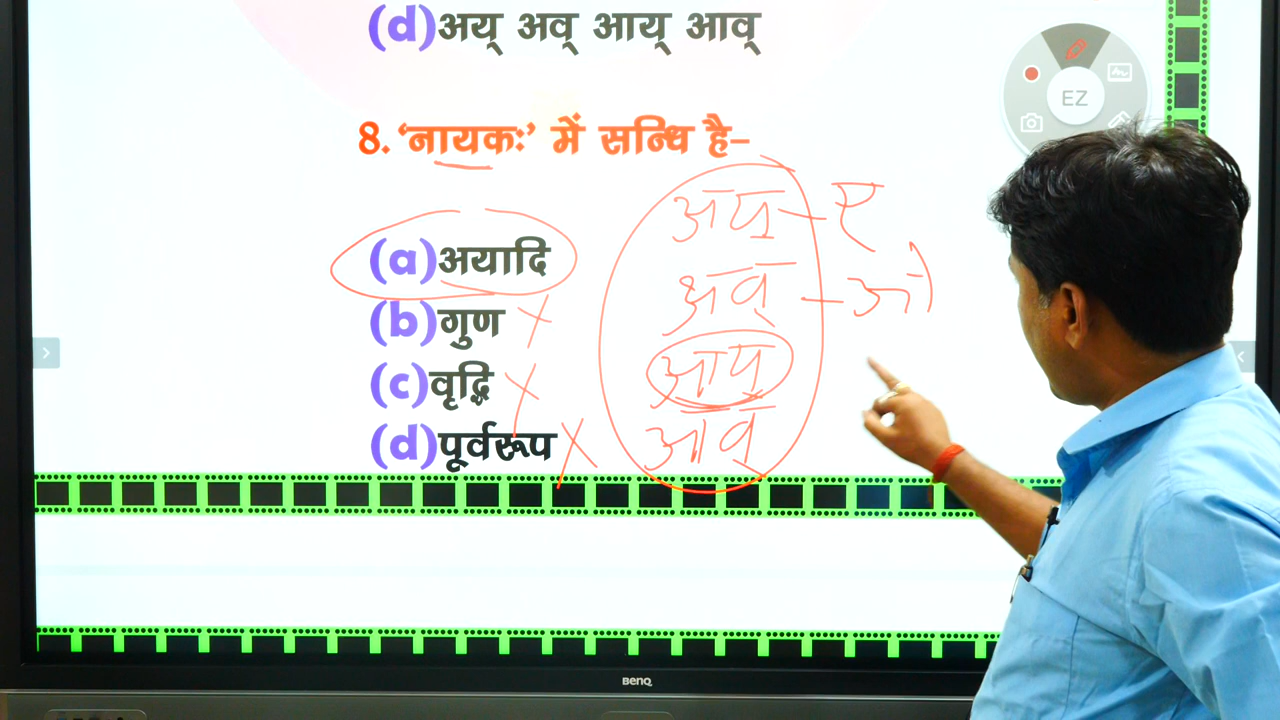 (d)अय् अव् आय् आव्
8. ‘नायकः’ में सन्धि है–
EZ
(a)अयादि
(b)गुण
(c)वृद्धि
(d)पूर्वरूप
अय् – ए
अव् – ओ
आय्
आव्
BenQ